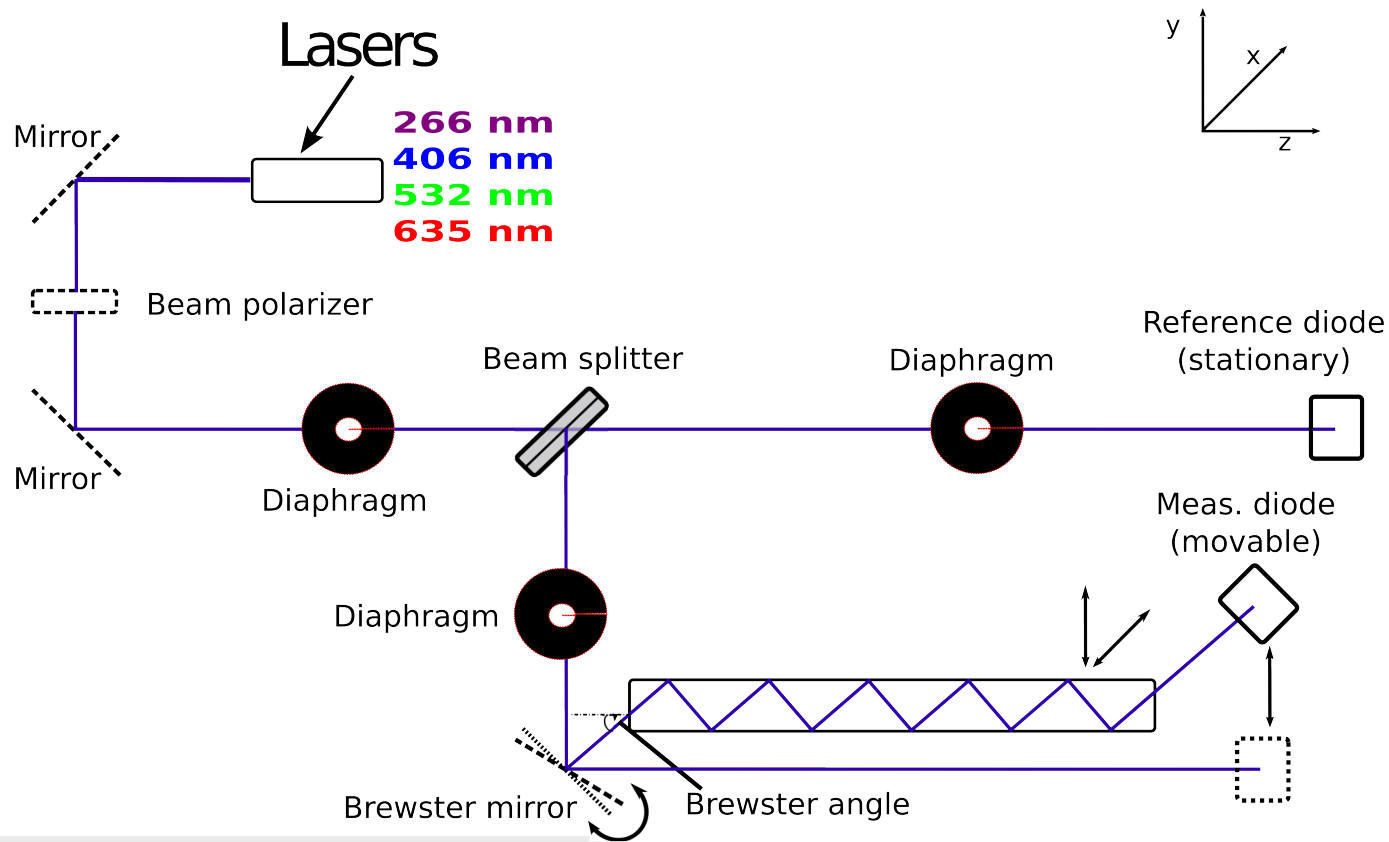 Lasers
y
x
z
Mirror
266 nm
406 nm
532 nm
635 nm
Beam polarizer
Reference diode
(stationary)
Beam splitter
Diaphragm
Mirror
Diaphragm
Meas. diode
(movable)
Diaphragm
Brewster mirror
Brewster angle